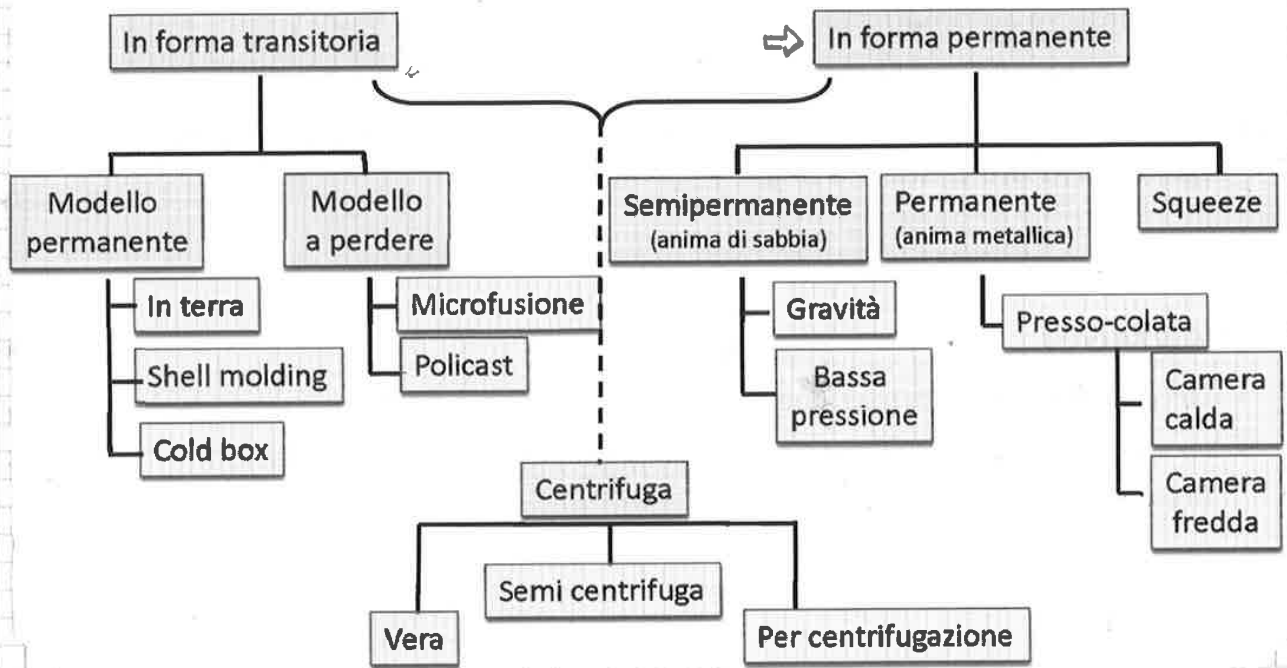 In forma transitoria
In forma permanente
Modello
permanente
Modello
a perdere
Semipermanente
(anima di sabbia)
Permanente
(anima metallica)
Squeeze
In terra
Shell molding
Cold box
Microfusione
Policast
Gravità
Bassa
pressione
Presso-colata
Camera
calda
Camera
fredda
Centrifuga
Vera
Semi centrifuga
Per centrifugazione